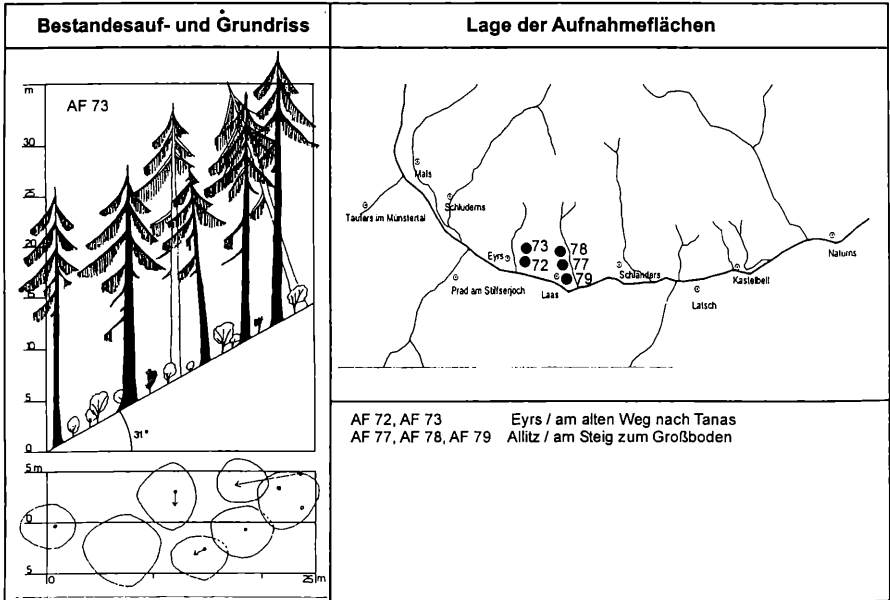 Bestandesauf- und Grundriss
m
AF 73
30
25
20
15
10
5
0
31°
5 m
0
5
0
25 m
Lage der Aufnahmeflächen
Mals
Taufers im Münstertal
Schluderns
Eyrs
73
72
78
77
79
Prad am Stilfserjoch
Laas
Schlanders
Latsch
Kastelbell
Naturns
AF 72, AF 73 Eyrs / am alten Weg nach Tanas
AF 77, AF 78, AF 79 Allitz / am Steig zum Großboden